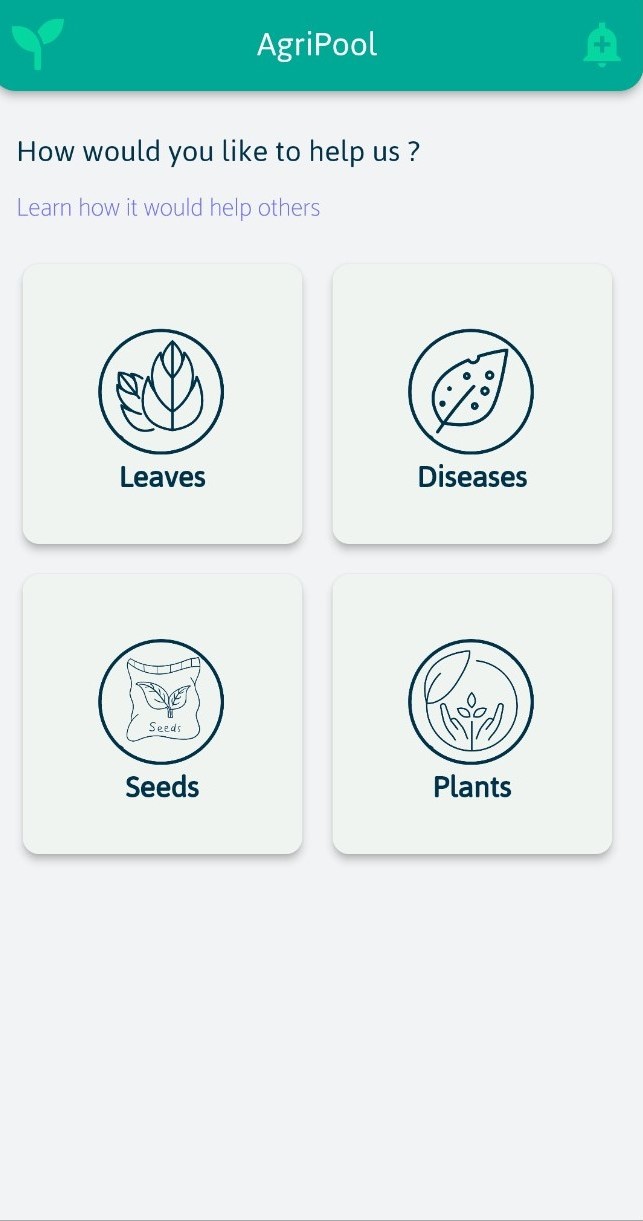 AgriPool
How would you like to help us ?
Learn how it would help others
Leaves
Diseases
Seeds
Seeds
Plants